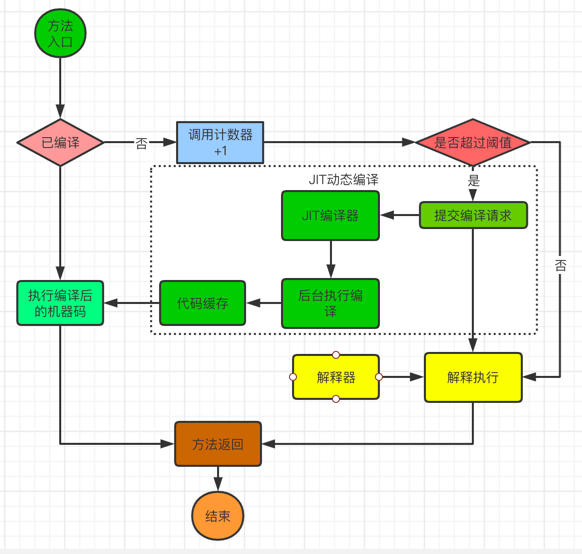 方法
入口
已编译
否
调用计数器
+1
是否超过阈值
JIT动态编译
是
JIT编译器
提交编译请求
否
执行编译后
的机器码
代码缓存
后台执行编
译
解释器
解释执行
方法返回
结束